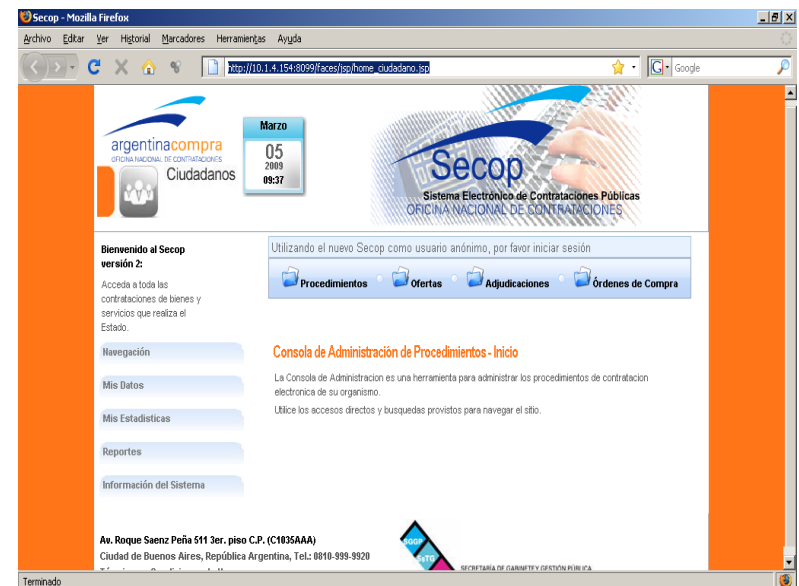 Secop - Mozilla Firefox
Archivo Editar Ver Historial Marcadores Herramientas Ayuda
http://10.1.4.154:8099/faces/jsp/home_ciudadano.jsp
G Google
argentinacompra
OFICINA NACIONAL DE CONTRATACIONES
Ciudadanos
Marzo
05
2009
09:37
Secop
Sistema Electrónico de Contrataciones Públicas
OFICINA NACIONAL DE CONTRATACIONES
Bienvenido al Secop
versión 2:
Acceda a toda las
contrataciones de bienes y
servicios que realiza el
Estado.
Navegación
Mis Datos
Mis Estadisticas
Reportes
Información del Sistema
Utilizando el nuevo Secop como usuario anónimo, por favor iniciar sesión
Procedimientos Ofertas Adjudicaciones Órdenes de Compra
Consola de Administración de Procedimientos - Inicio
La Consola de Administracion es una herramienta para administrar los procedimientos de contratacion
electronica de su organismo.
Utilice los accesos directos y busquedas provistos para navegar el sitio.
Av. Roque Saenz Peña 511 3er. piso C.P. (C1035AAA)
Ciudad de Buenos Aires, República Argentina, Tel.: 0810-999-9920
SGGP
SsTG
SECRETARÍA DE GABINETE Y GESTIÓN PÚBLICA
Terminado